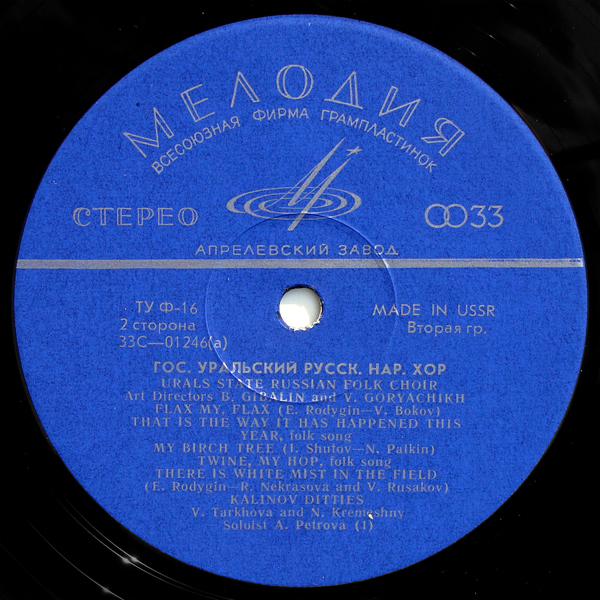 МЕЛОДИЯ
ВСЕСОЮЗНАЯ ФИРМА ГРАМПЛАСТИНОК
СТЕРЕО
33
АПРЕЛЕВСКИЙ ЗАВОД
ТУ Ф-16
MADE IN USSR
2 сторона
Вторая гр.
33С—01246(а)
ГОС. УРАЛЬСКИЙ РУССК. НАР. ХОР
URALS STATE RUSSIAN FOLK CHOIR
Art Directors B. GIBALIN and V. GORYACHIKH
FLAX MY, FLAX (E. Rodygin—V. Bokov)
THAT IS THE WAY IT HAS HAPPENED THIS
YEAR, folk song
MY BIRCH TREE (I. Shutov—N. Palkin)
TWINE, MY HOP, folk song
THERE IS WHITE MIST IN THE FIELD
(E. Rodygin—R. Nekrasova and V. Rusakov)
KALINOV DITTIES
V. Tarkhova and N. Kremeshny
Soloist A. Petrova (1)